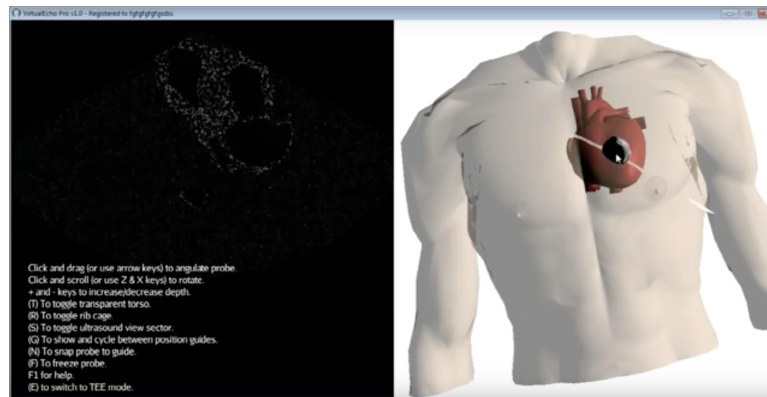 VirtualEcho Pro v1.0 - Registered to fgfgfgfgfgsdss
Click and drag (or use arrow keys) to angulate probe.
Click and scroll (or use Z & X keys) to rotate.
+ and - keys to increase/decrease depth.
(T) To toggle transparent torso.
(R) To toggle rib cage.
(S) To toggle ultrasound view sector.
(G) To show and cycle between position guides.
(N) To snap probe to guide.
(F) To freeze probe.
F1 for help.
(E) to switch to TEE mode.